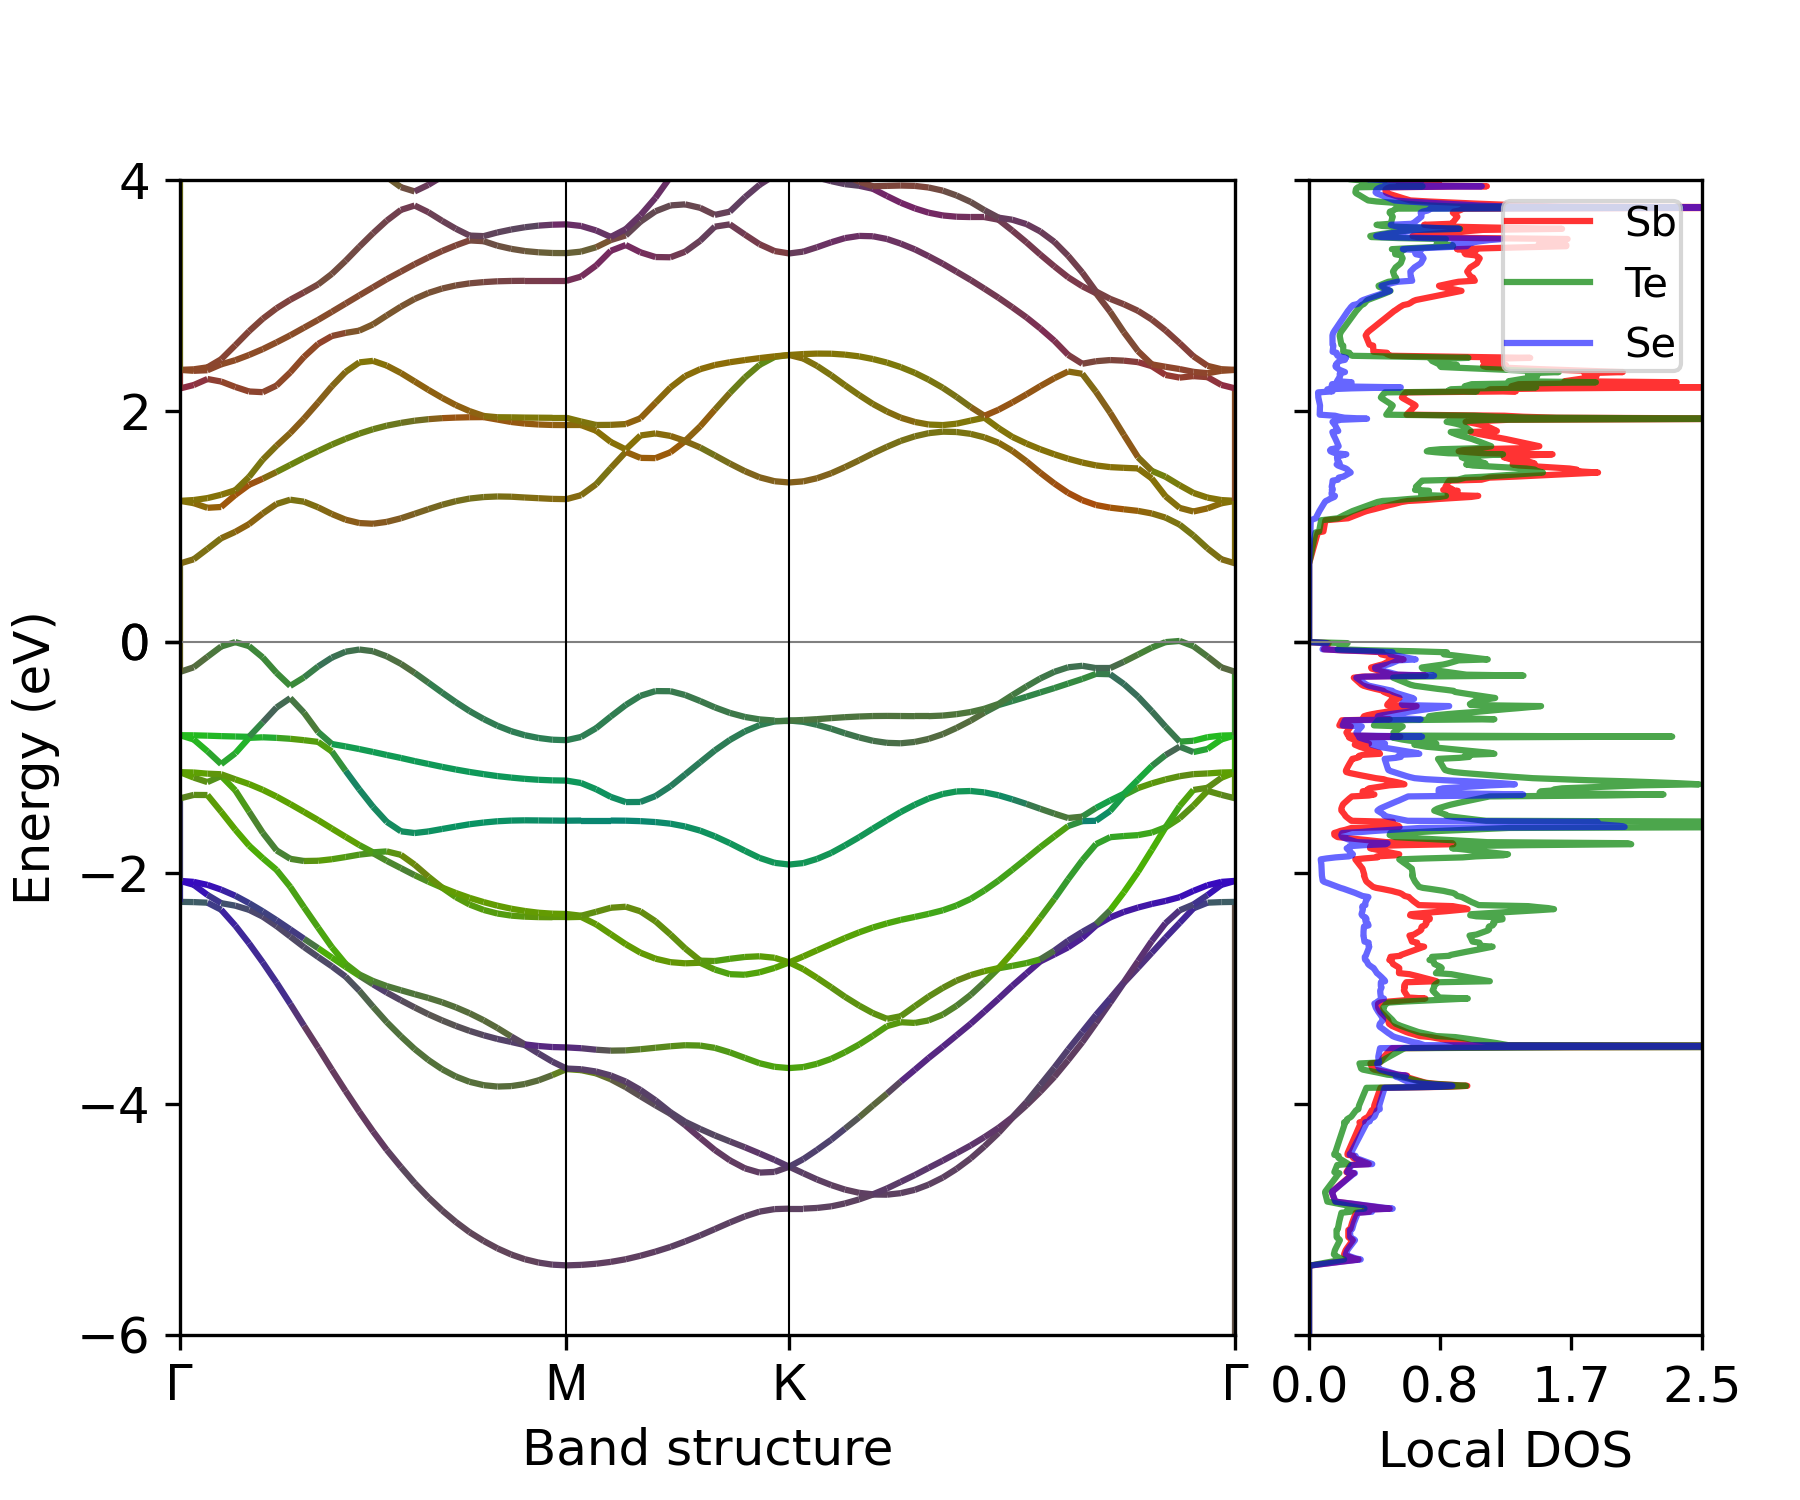 4
2
0
−2
−4
−6
Energy (eV)
Γ M K Γ
Band structure
Sb
Te
Se
0.0 0.8 1.7 2.5
Local DOS